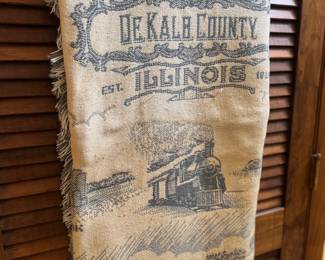 DEKALB COUNTY
ILLINOIS
EST.